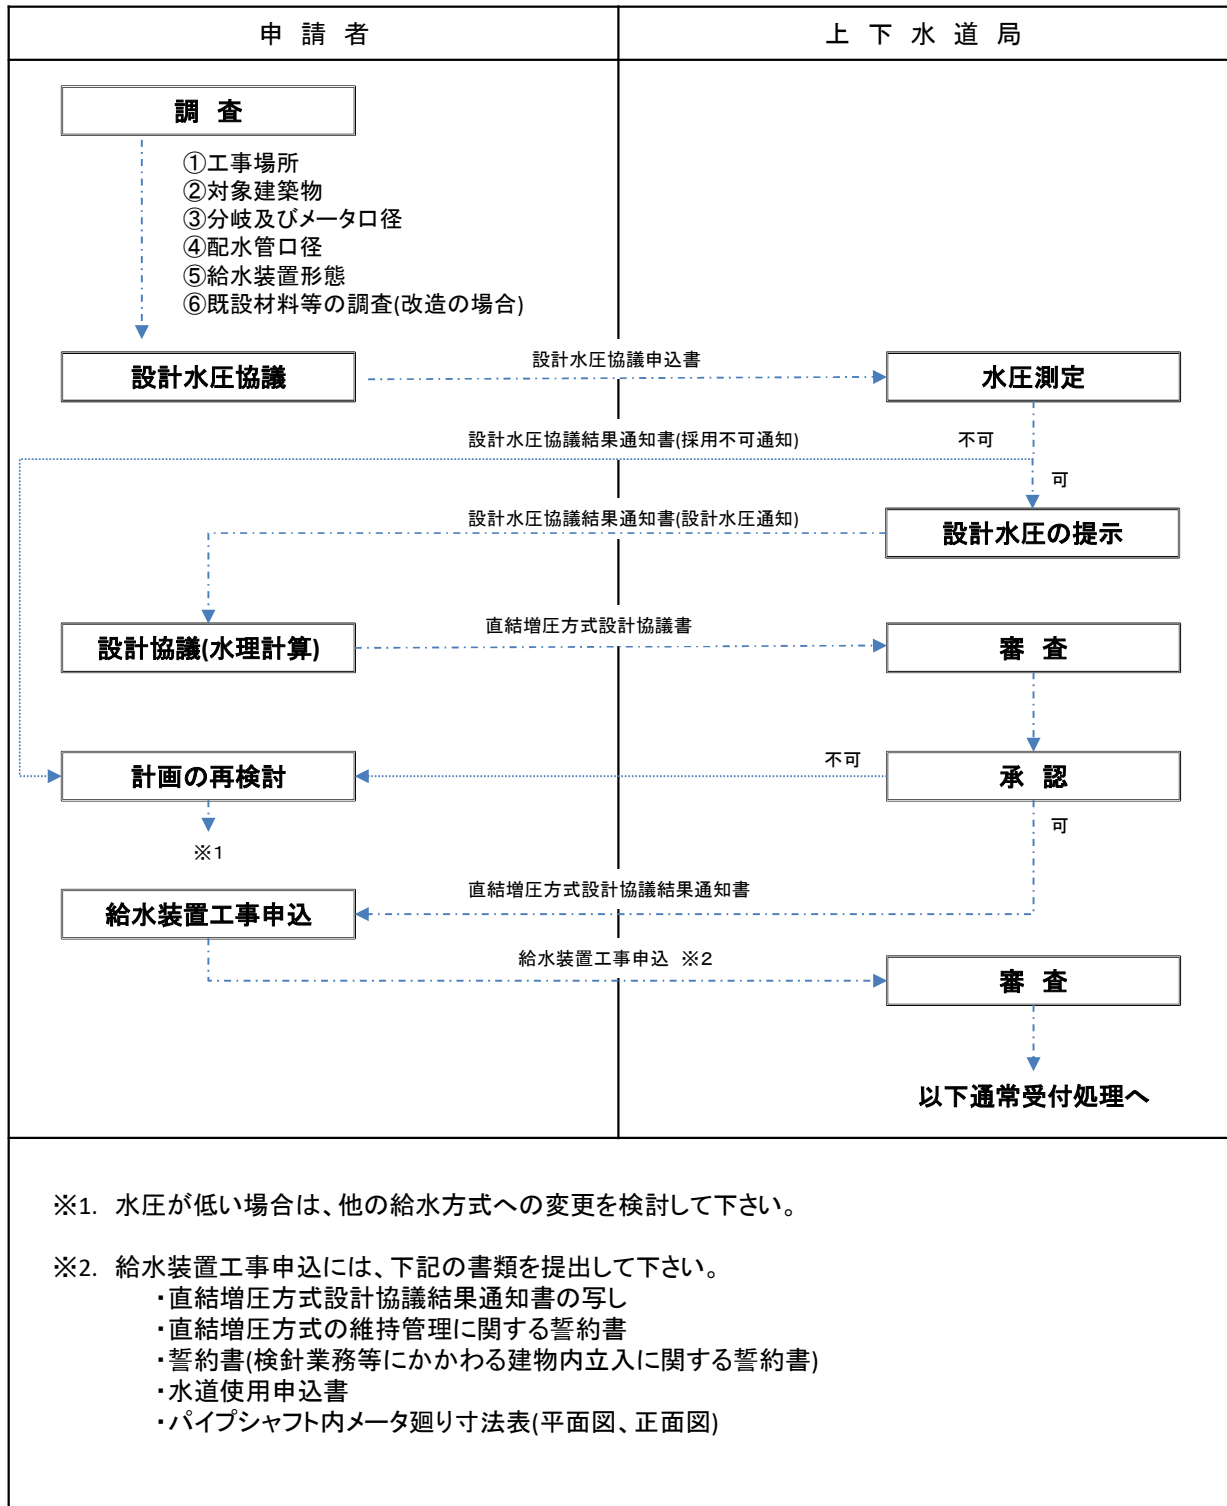 申 請 者
上 下 水 道 局
調 査
①工事場所
②対象建築物
③分岐及びメータ口径
④配水管口径
⑤給水装置形態
⑥既設材料等の調査(改造の場合)
設計水圧協議
設計水圧協議申込書
水圧測定
設計水圧協議結果通知書(採用不可通知)
不可
可
設計水圧協議結果通知書(設計水圧通知)
設計水圧の提示
設計協議(水理計算)
直結増圧方式設計協議書
審 査
計画の再検討
不可
承 認
可
※1
直結増圧方式設計協議結果通知書
給水装置工事申込
給水装置工事申込 ※2
審 査
以下通常受付処理へ
※1. 水圧が低い場合は、他の給水方式への変更を検討して下さい。
※2. 給水装置工事申込には、下記の書類を提出して下さい。
・直結増圧方式設計協議結果通知書の写し
・直結増圧方式の維持管理に関する誓約書
・誓約書(検針業務等にかかわる建物内立入に関する誓約書)
・水道使用申込書
・パイプシャフト内メータ廻り寸法表(平面図、正面図)